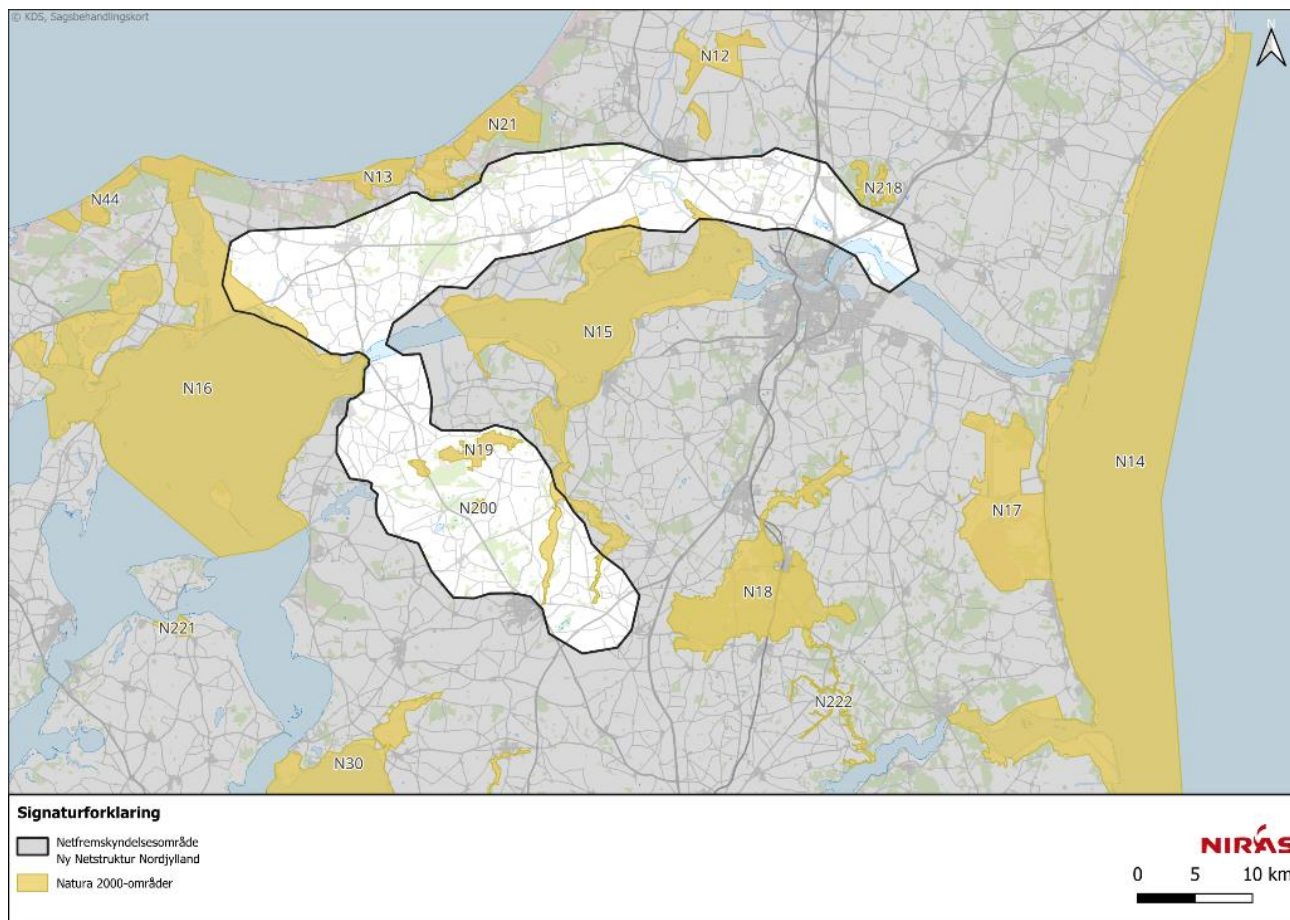 © KDS, Sagsbehandlingskort
N
N12
N21
N13
N218
N44
N15
N16
N19
N14
N200
N17
N18
N221
N222
N30
Signaturforklaring
Netfremskyndelsesområde
Ny Netstruktur Nordjylland
Natura 2000-områder
NIRAS
0 5 10 km